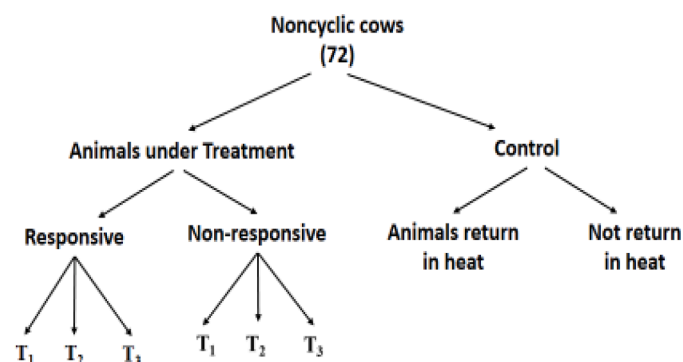 Noncyclic cows
(72)
Animals under Treatment
Control
Responsive
Non-responsive
Animals return
in heat
Not return
in heat
T₁ T₂ T₃
T₁ T₂ T₃